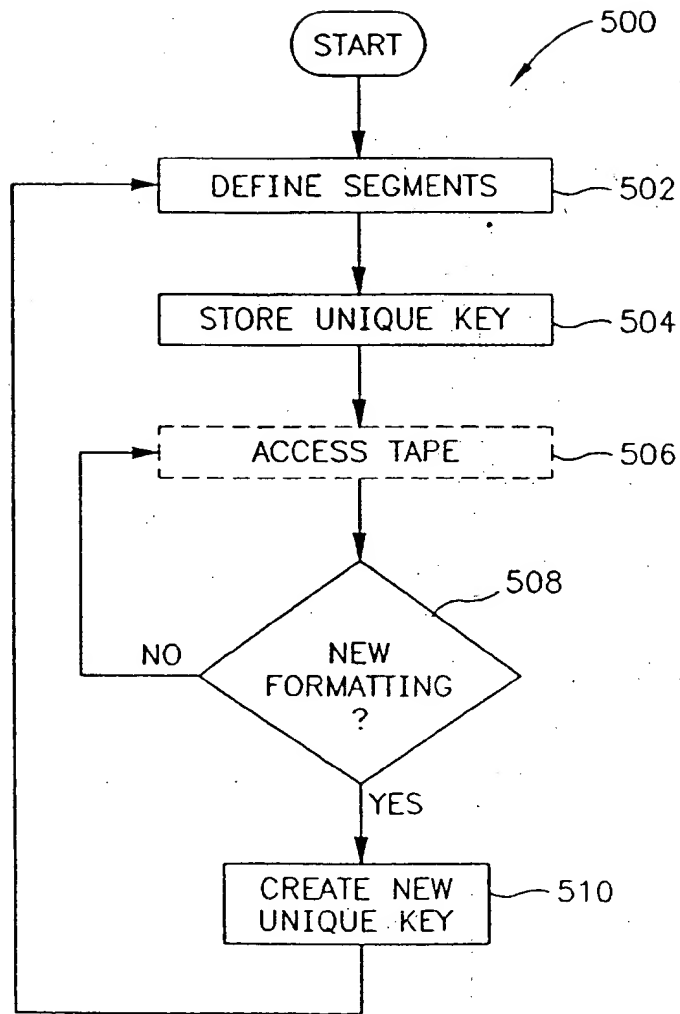 START
500
DEFINE SEGMENTS
502
STORE UNIQUE KEY
504
ACCESS TAPE
506
508
NO
NEW
FORMATTING
?
YES
CREATE NEW
UNIQUE KEY
510